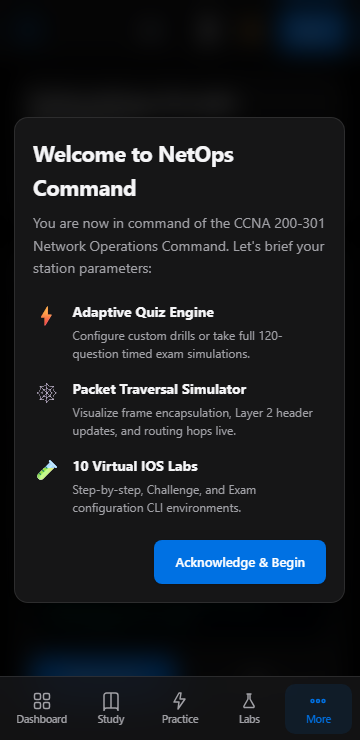 Welcome to NetOps
Command
You are now in command of the CCNA 200-301
Network Operations Command. Let's brief your
station parameters:
Adaptive Quiz Engine
Configure custom drills or take full 120-
question timed exam simulations.
Packet Traversal Simulator
Visualize frame encapsulation, Layer 2 header
updates, and routing hops live.
10 Virtual IOS Labs
Step-by-step, Challenge, and Exam
configuration CLI environments.
Acknowledge & Begin
Dashboard Study Practice Labs More